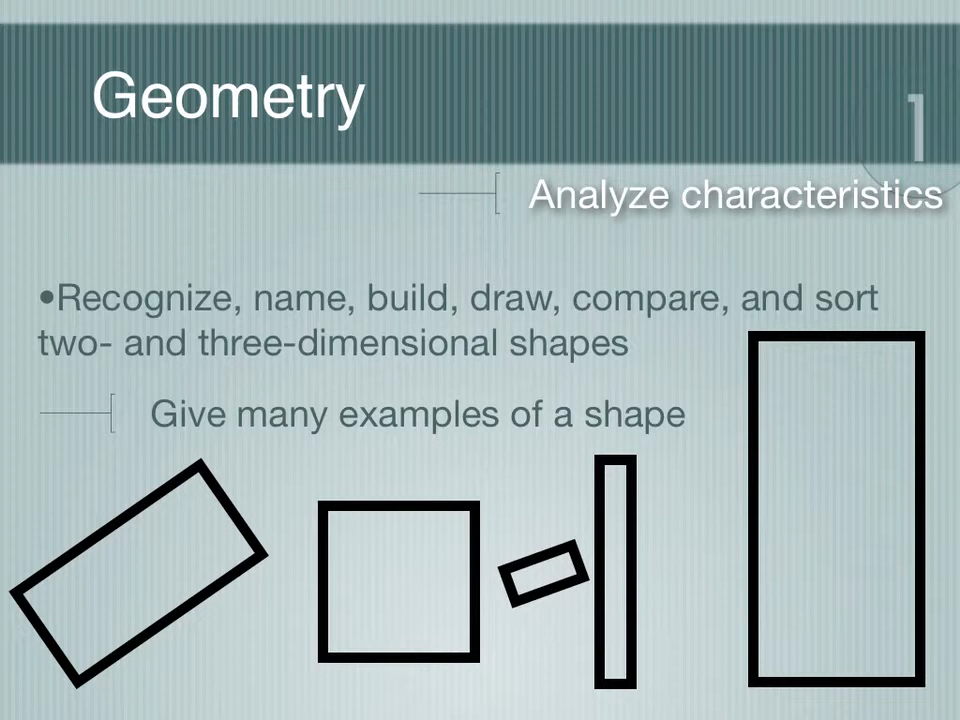 Geometry
1
Analyze characteristics
•Recognize, name, build, draw, compare, and sort
two- and three-dimensional shapes
Give many examples of a shape